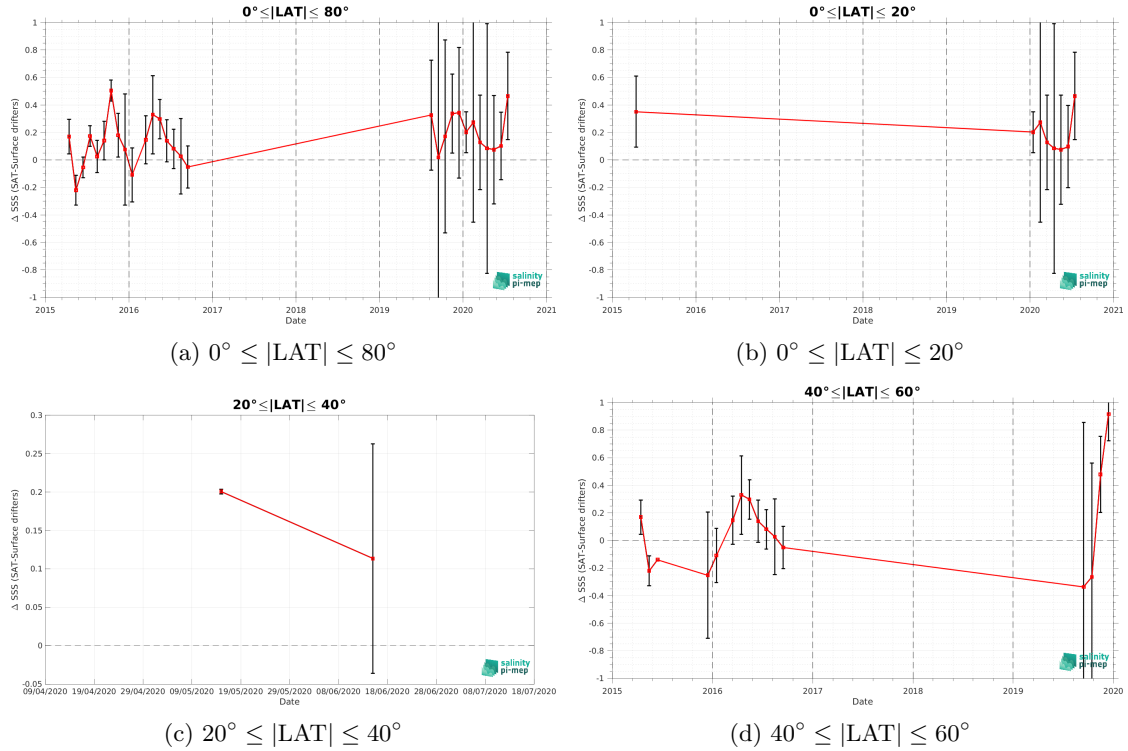 0°≤|LAT|≤ 80°
1
0.8
0.6
0.4
0.2
0
-0.2
-0.4
-0.6
-0.8
-1
Δ SSS (SAT-Surface drifters)
salinity
pi-mep
2015 2016 2017 2018 2019 2020 2021
Date
(a) 0° ≤ |LAT| ≤ 80°
0°≤|LAT|≤ 20°
1
0.8
0.6
0.4
0.2
0
-0.2
-0.4
-0.6
-0.8
-1
Δ SSS (SAT-Surface drifters)
salinity
pi-mep
2015 2016 2017 2018 2019 2020 2021
Date
(b) 0° ≤ |LAT| ≤ 20°
20°≤|LAT|≤ 40°
0.3
0.25
0.2
0.15
0.1
0.05
0
-0.05
Δ SSS (SAT-Surface drifters)
salinity
pi-mep
09/04/2020 19/04/2020 29/04/2020 09/05/2020 19/05/2020 29/05/2020 08/06/2020 18/06/2020 28/06/2020 08/07/2020 18/07/2020
Date
(c) 20° ≤ |LAT| ≤ 40°
40°≤|LAT|≤ 60°
1
0.8
0.6
0.4
0.2
0
-0.2
-0.4
-0.6
-0.8
-1
Δ SSS (SAT-Surface drifters)
salinity
pi-mep
2015 2016 2017 2018 2019 2020
Date
(d) 40° ≤ |LAT| ≤ 60°